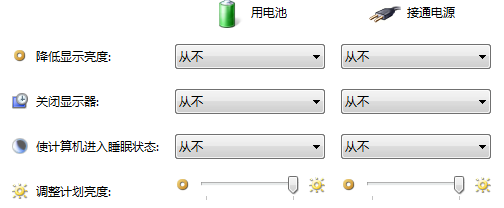 用电池 接通电源
降低显示亮度: 从不 从不
关闭显示器: 从不 从不
使计算机进入睡眠状态: 从不 从不
调整计划亮度: